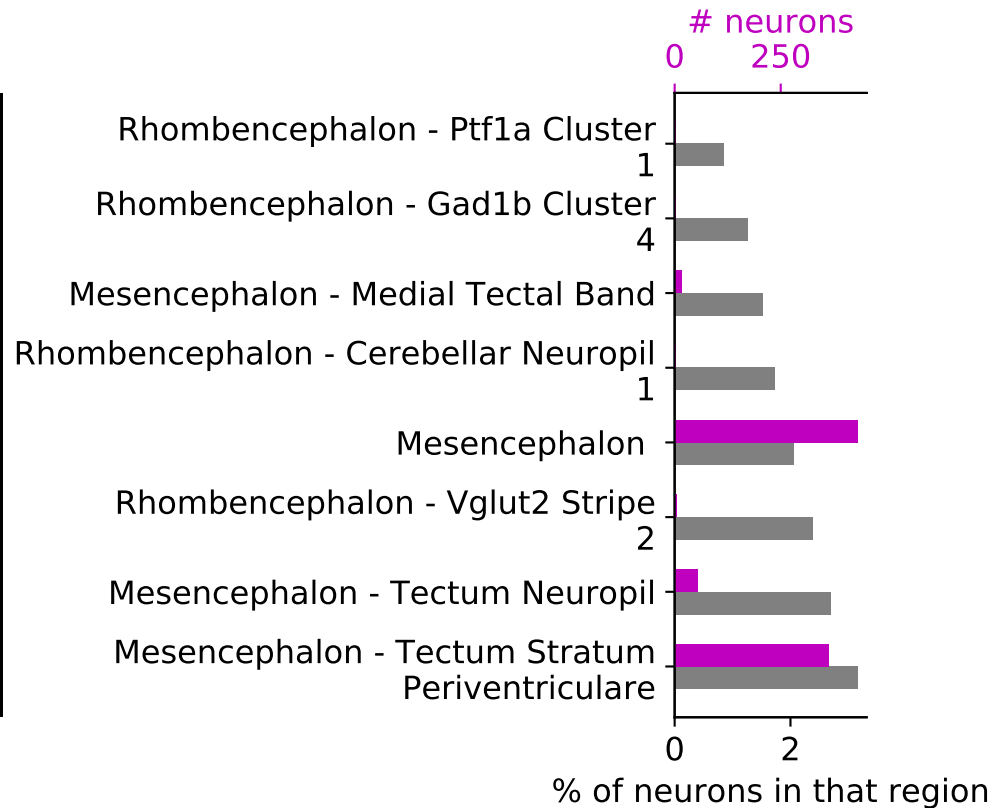 # neurons
0 250
Rhombencephalon - Ptf1a Cluster
1
Rhombencephalon - Gad1b Cluster
4
Mesencephalon - Medial Tectal Band
Rhombencephalon - Cerebellar Neuropil
1
Mesencephalon
Rhombencephalon - Vglut2 Stripe
2
Mesencephalon - Tectum Neuropil
Mesencephalon - Tectum Stratum
Periventriculare
0 2
% of neurons in that region